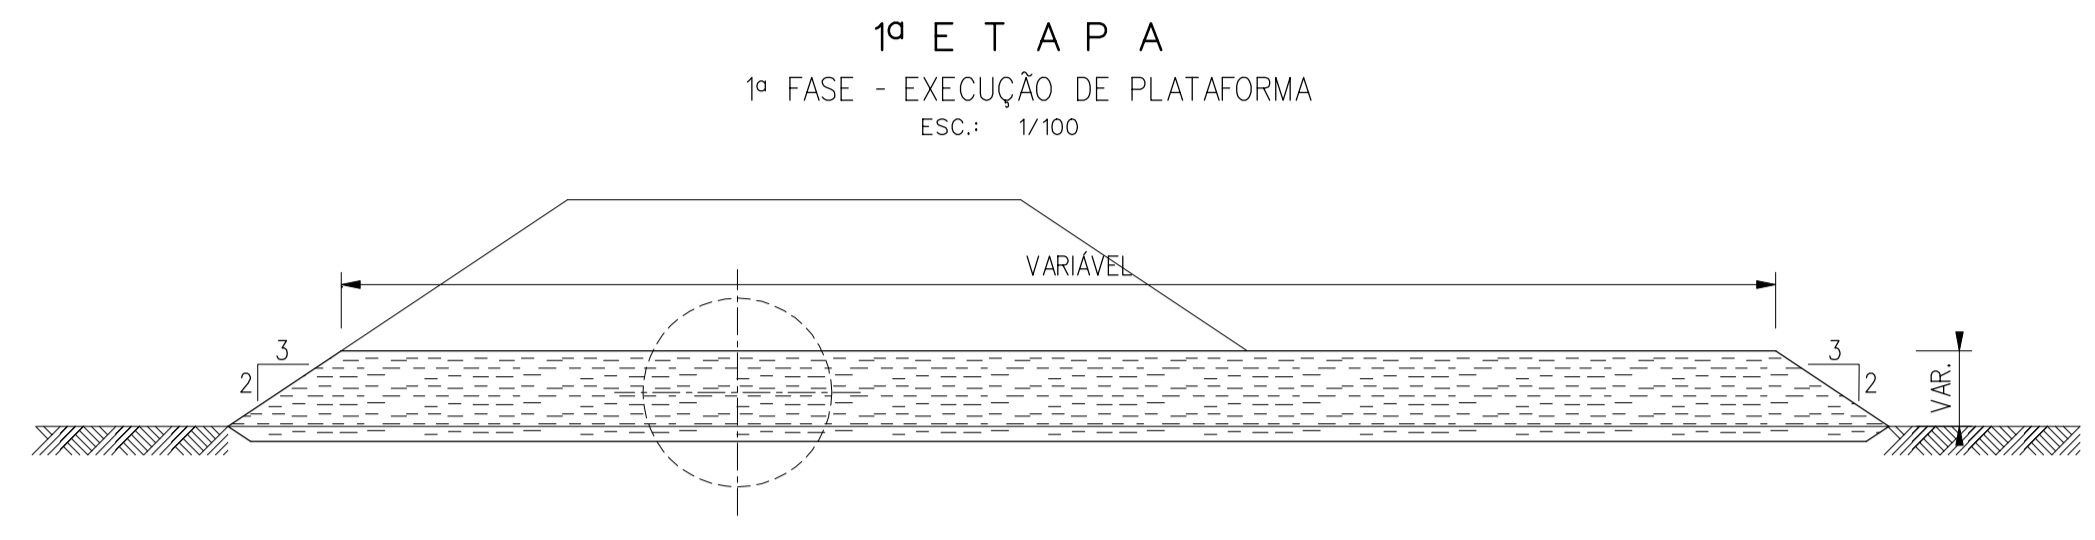 1ª E T A P A
1ª FASE - EXECUÇÃO DE PLATAFORMA
ESC.: 1/100
VARIÁVEL
3
2
3
2
VAR.